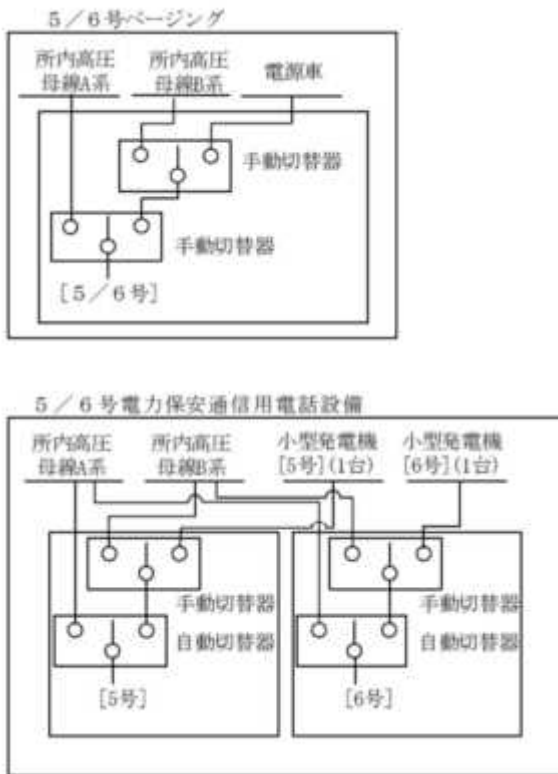 5／6号ページング
所内高圧
母線A系
所内高圧
母線B系
電源車
手動切替器
手動切替器
[5／6号]
5／6号電力保安通信用電話設備
所内高圧
母線A系
所内高圧
母線B系
小型発電機
[5号](1台)
小型発電機
[6号](1台)
手動切替器
自動切替器
[5号]
手動切替器
自動切替器
[6号]